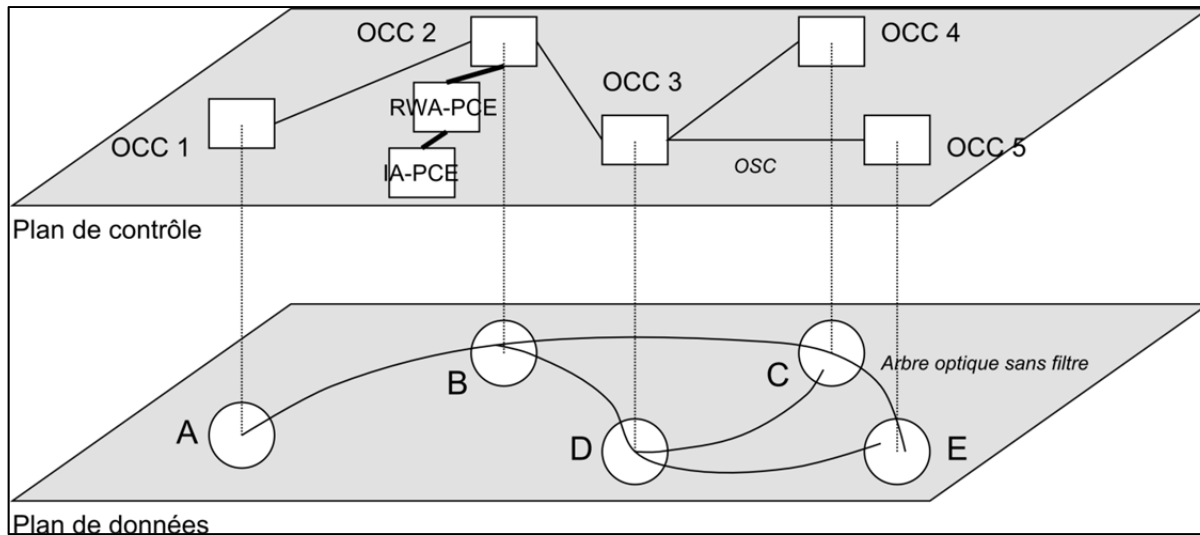 OCC 2
OCC 4
OCC 3
RWA-PCE
OCC 1
OCC 5
OSC
IA-PCE
Plan de contrôle
Arbre optique sans filtre
B
C
A
D
E
Plan de données